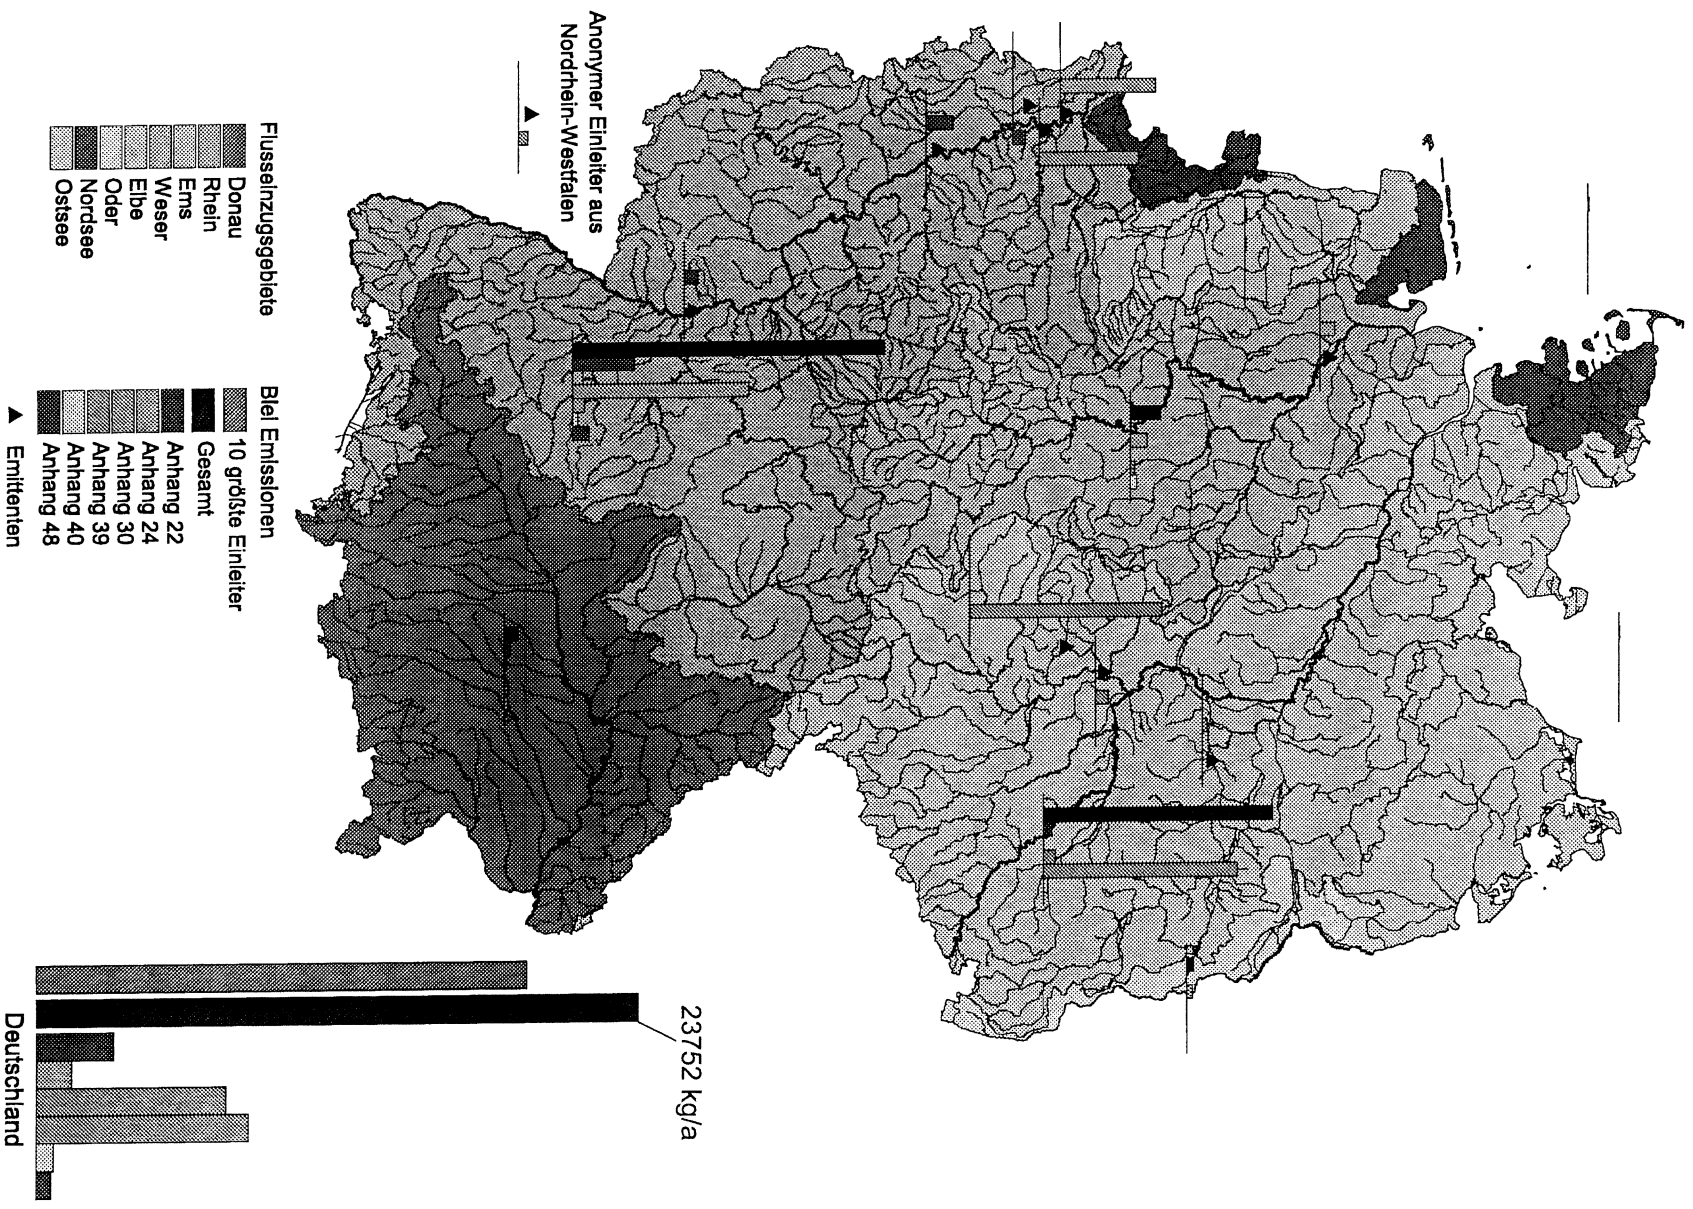 Anonymer Einleiter aus
Nordrhein-Westfalen
Flusseinzugsgebiete
Donau
Rhein
Ems
Weser
Elbe
Oder
Nordsee
Ostsee
Blei Emissionen
10 größte Einleiter
Gesamt
Anhang 22
Anhang 24
Anhang 30
Anhang 39
Anhang 40
Anhang 48
Emittenten
23752 kg/a
Deutschland